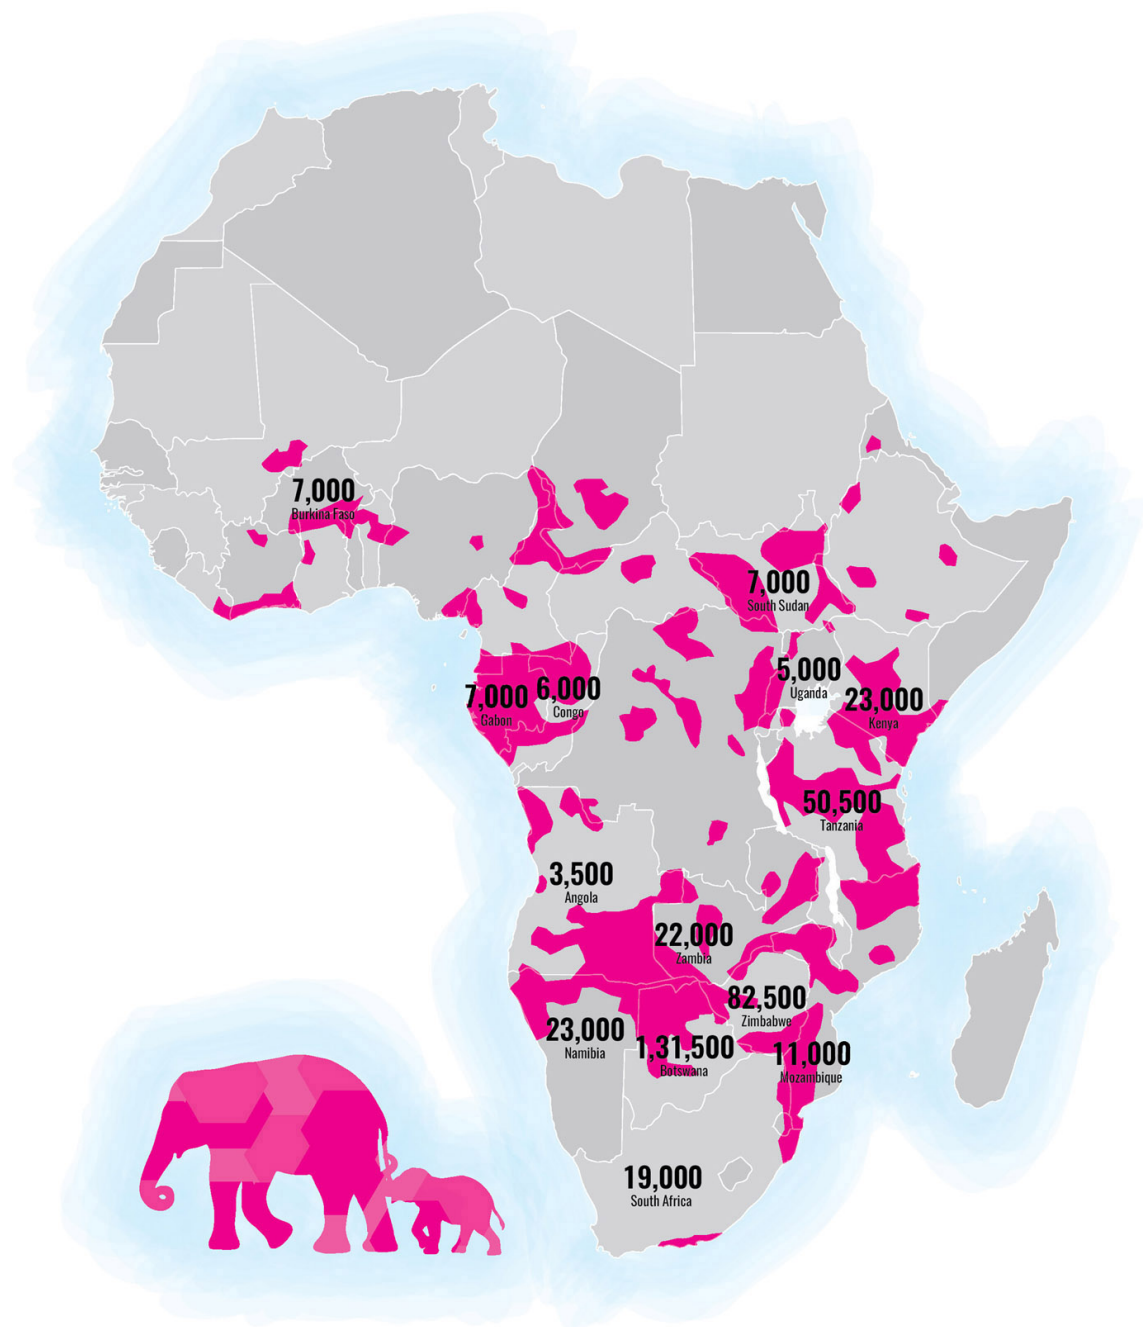 7,000
Burkina Faso
7,000
South Sudan
5,000
Uganda
7,000
Gabon
6,000
Congo
23,000
Kenya
50,500
Tanzania
3,500
Angola
22,000
Zambia
82,500
Zimbabwe
23,000
Namibia
1,31,500
Botswana
11,000
Mozambique
19,000
South Africa